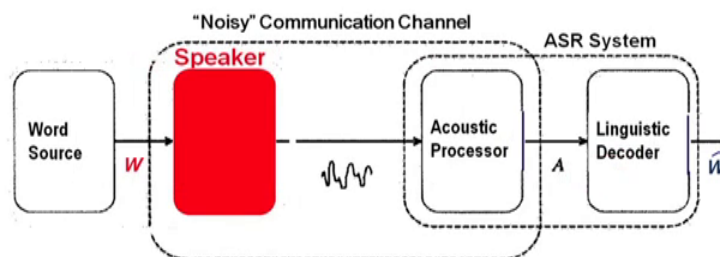 "Noisy" Communication Channel
ASR System
Speaker
Word
Source
W
Acoustic
Processor
A
Linguistic
Decoder
Ŵ